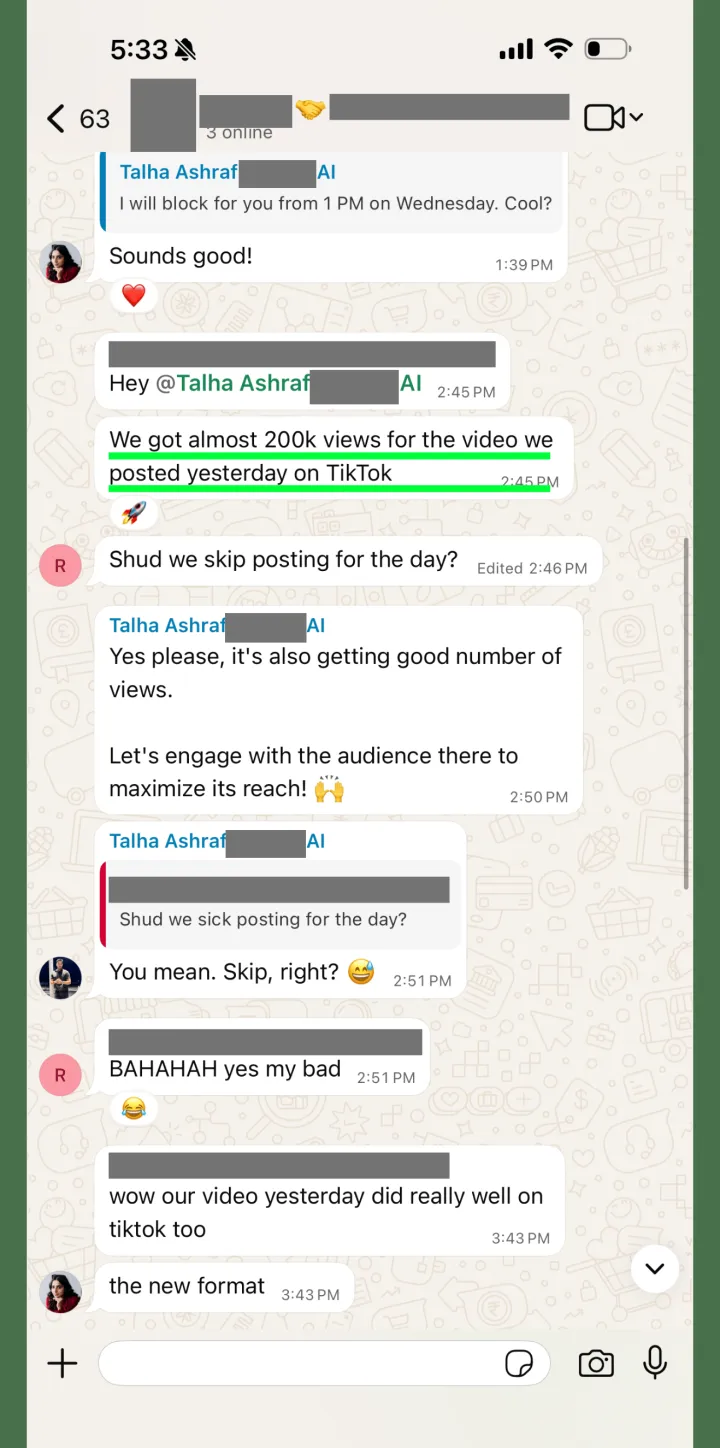 5:33
63
3 online
Talha Ashraf AI
I will block for you from 1 PM on Wednesday. Cool?
Sounds good!
1:39 PM
Hey @Talha Ashraf AI 2:45 PM
We got almost 200k views for the video we
posted yesterday on TikTok 2:45 PM
R
Shud we skip posting for the day? Edited 2:46 PM
Talha Ashraf AI
Yes please, it's also getting good number of
views.
Let's engage with the audience there to
maximize its reach! 🙌
2:50 PM
Talha Ashraf AI
Shud we sick posting for the day?
You mean. Skip, right? 😅 2:51 PM
R
BAHAHAH yes my bad 2:51 PM
wow our video yesterday did really well on
tiktok too
3:43 PM
the new format 3:43 PM